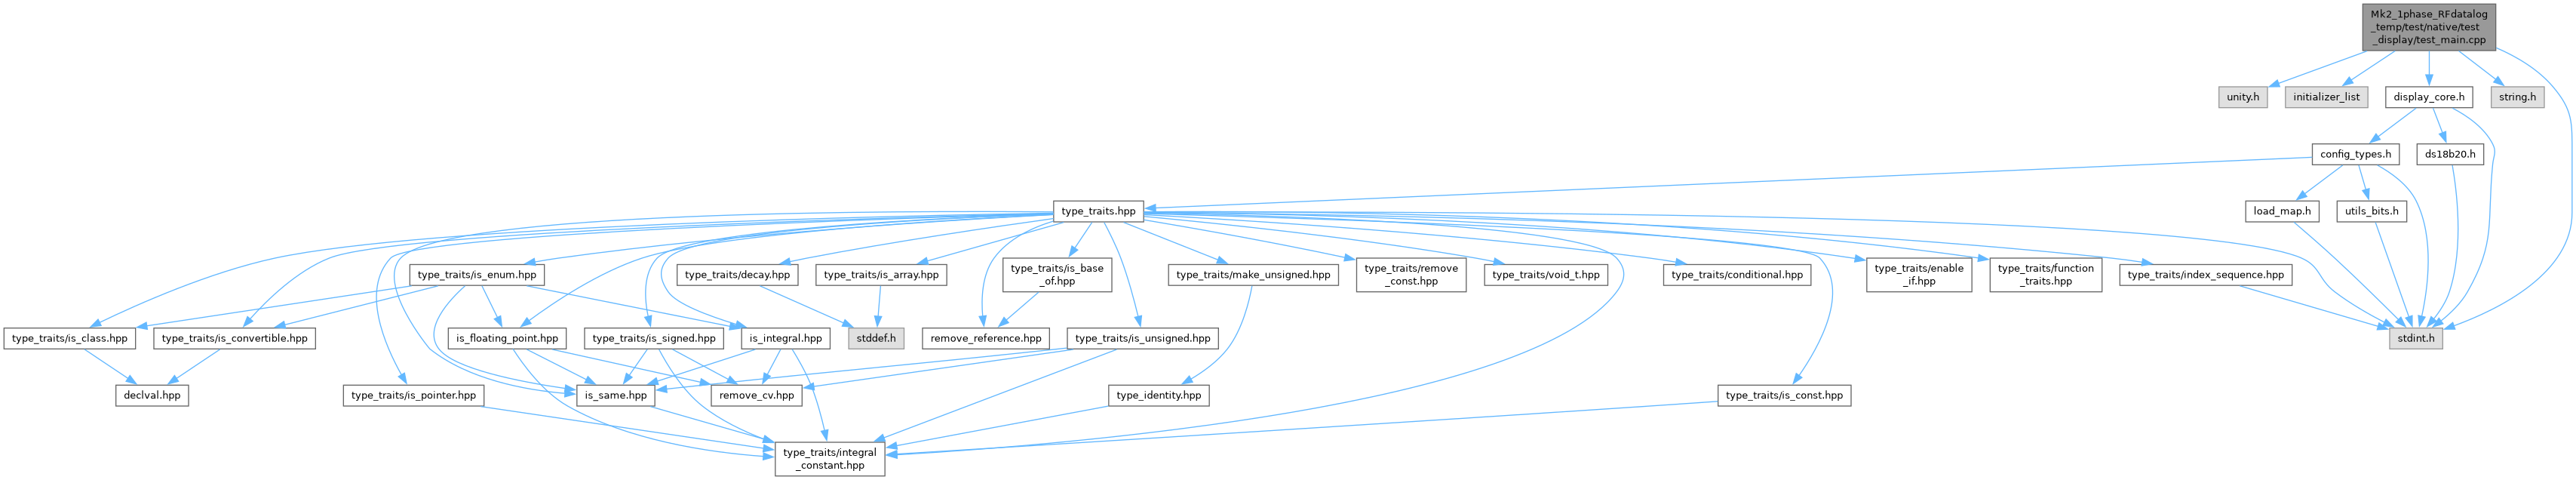 Mk2_1phase_RFdatalog
_temp/test/native/test
_display/test_main.cpp
unity.h
initializer_list
display_core.h
string.h
config_types.h
ds18b20.h
type_traits.hpp
load_map.h
utils_bits.h
type_traits/is_enum.hpp
type_traits/decay.hpp
type_traits/is_array.hpp
type_traits/is_base
_of.hpp
type_traits/make_unsigned.hpp
type_traits/remove
_const.hpp
type_traits/void_t.hpp
type_traits/conditional.hpp
type_traits/enable
_if.hpp
type_traits/function
_traits.hpp
type_traits/index_sequence.hpp
type_traits/is_class.hpp
type_traits/is_convertible.hpp
is_floating_point.hpp
type_traits/is_signed.hpp
is_integral.hpp
stddef.h
remove_reference.hpp
type_traits/is_unsigned.hpp
stdint.h
declval.hpp
type_traits/is_pointer.hpp
is_same.hpp
remove_cv.hpp
type_identity.hpp
type_traits/is_const.hpp
type_traits/integral
_constant.hpp